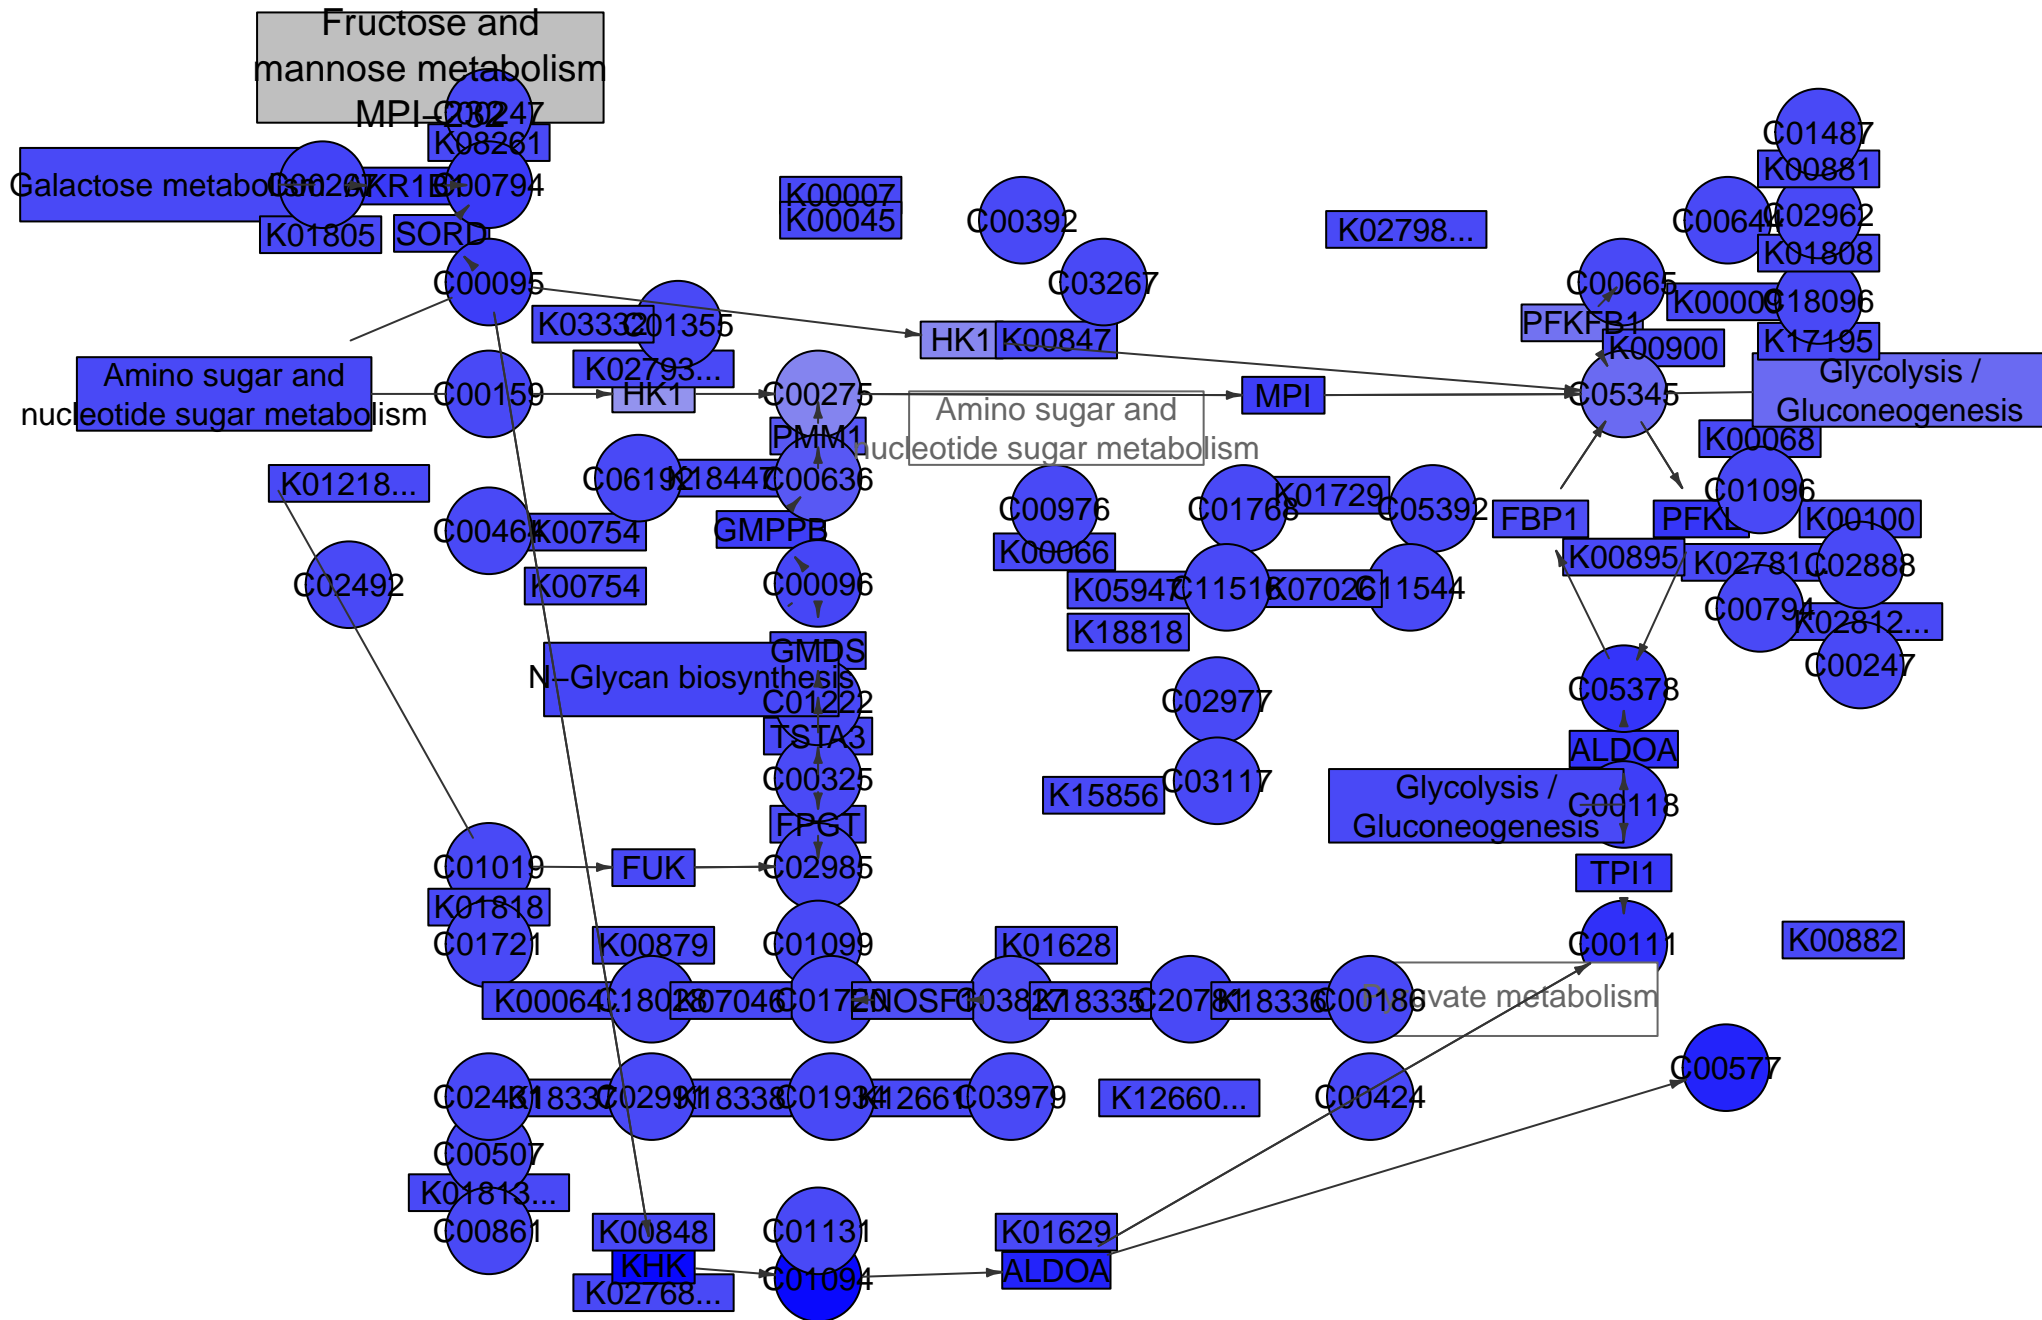 Fructose and
mannose metabolism
MPI-232
C00247
K08261
Galactose metabolism
C00267
AKR1B1
C00794
K01805
SORD
C00095
K00007
K00045
C00392
C03267
K02798...
C00644
C01487
K00881
C02962
K01808
C18096
K17195
C00665
K00009
PFKFB1
K00900
K03332
C01355
K02793...
HK1
K00847
Amino sugar and
nucleotide sugar metabolism
C00159
HK1
C00275
PMM1
Amino sugar and
nucleotide sugar metabolism
MPI
C05345
Glycolysis /
Gluconeogenesis
K00068
C01096
K00100
K01218...
C02492
C00464
K00754
K00754
C06192
K18447
C00636
GMPPB
C00096
C00976
K00066
C01768
K01729
C05392
K05947
C11516
K07026
C11544
K18818
FBP1
PFKL
K00895
K02781
C02888
C00794
K02812...
C00247
N-Glycan biosynthesis
GMDS
C01222
TSTA3
C00325
FPGT
C02985
C02977
C03117
K15856
C05378
ALDOA
Glycolysis /
Gluconeogenesis
C00118
TPI1
C00111
C01019
FUK
K01818
C01721
K00879
C01099
K01628
K00882
K00064...
C18028
K07046
C01720
ENOSF1
C03827
K18335
C20781
K18336
C00186
Pyruvate metabolism
C00577
C02431
K18337
C02991
K18338
C01934
K12661
C03979
K12660...
C00424
C00507
K01813...
C00861
K00848
KHK
K02768...
C01131
C01094
K01629
ALDOA